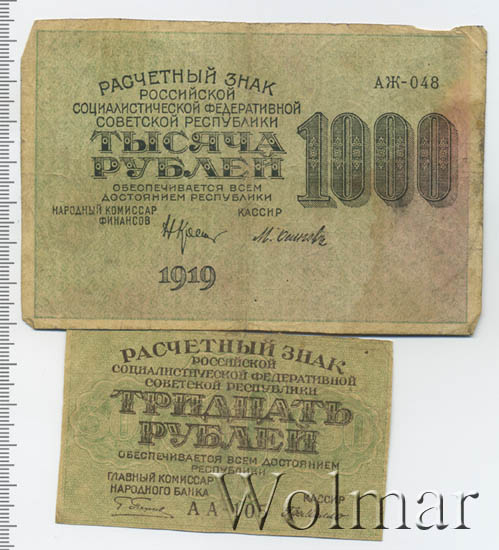 РАСЧЕТНЫЙ ЗНАК
РОССИЙСКОЙ
СОЦИАЛИСТИЧЕСКОЙ ФЕДЕРАТИВНОЙ
СОВЕТСКОЙ РЕСПУБЛИКИ
ТЫСЯЧА
РУБЛЕЙ
ОБЕСПЕЧИВАЕТСЯ ВСЕМ
ДОСТОЯНИЕМ РЕСПУБЛИКИ
НАРОДНЫЙ КОМИССАР
ФИНАНСОВ
КАССИР
1919
АЖ-048
1000
РАСЧЕТНЫЙ ЗНАК
РОССИЙСКОЙ
СОЦИАЛИСТИЧЕСКОЙ ФЕДЕРАТИВНОЙ
СОВЕТСКОЙ РЕСПУБЛИКИ
ТРИДЦАТЬ
РУБЛЕЙ
ОБЕСПЕЧИВАЕТСЯ ВСЕМ ДОСТОЯНИЕМ
РЕСПУБЛИКИ
ГЛАВНЫЙ КОМИССАР
НАРОДНОГО БАНКА
КАССИР
Wolmar